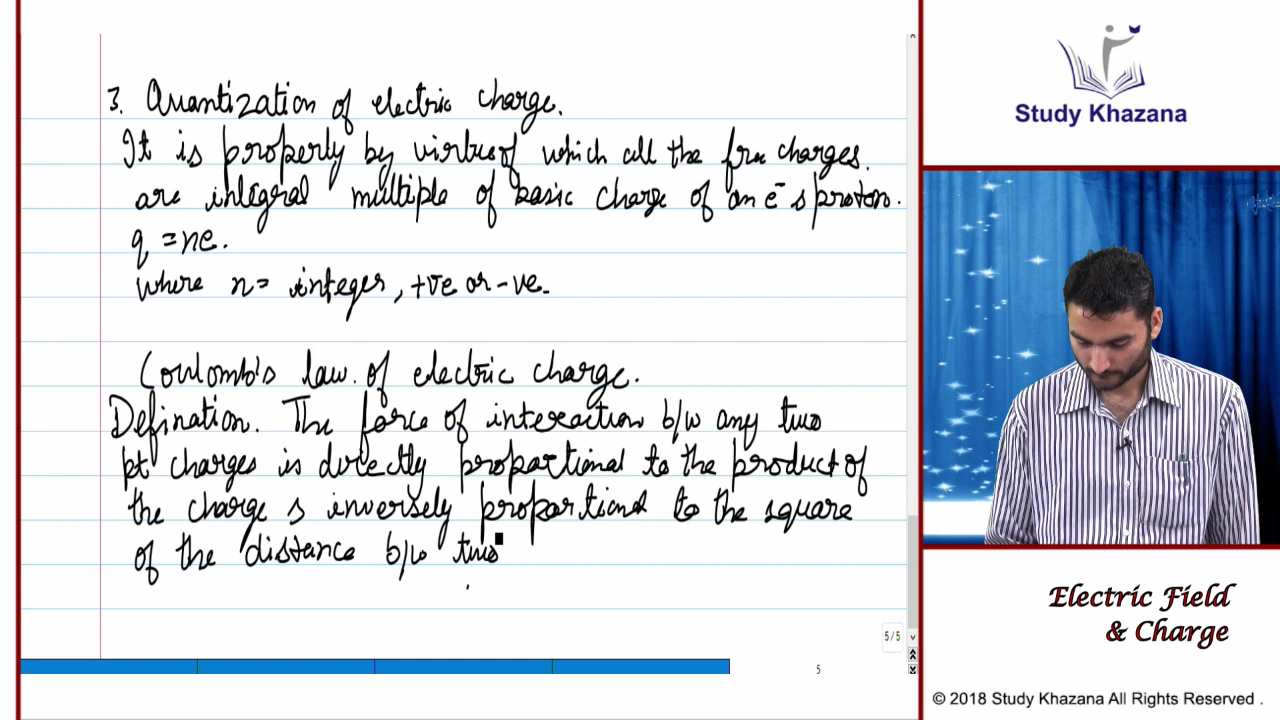 3. Quantization of electric charge.
It is property by virtue of which all the free charges.
are integral multiple of basic charge of an e⁻ s proton.
q = ne.
where n = integer, +ve or -ve.
Coulomb's law of electric charge.
Defination. The force of interaction b/w any two
pt charges is directly proportional to the product of
the charge s inversely proportional to the square
of the distance b/w two
5/5
5
Study Khazana
Electric Field
& Charge
© 2018 Study Khazana All Rights Reserved .